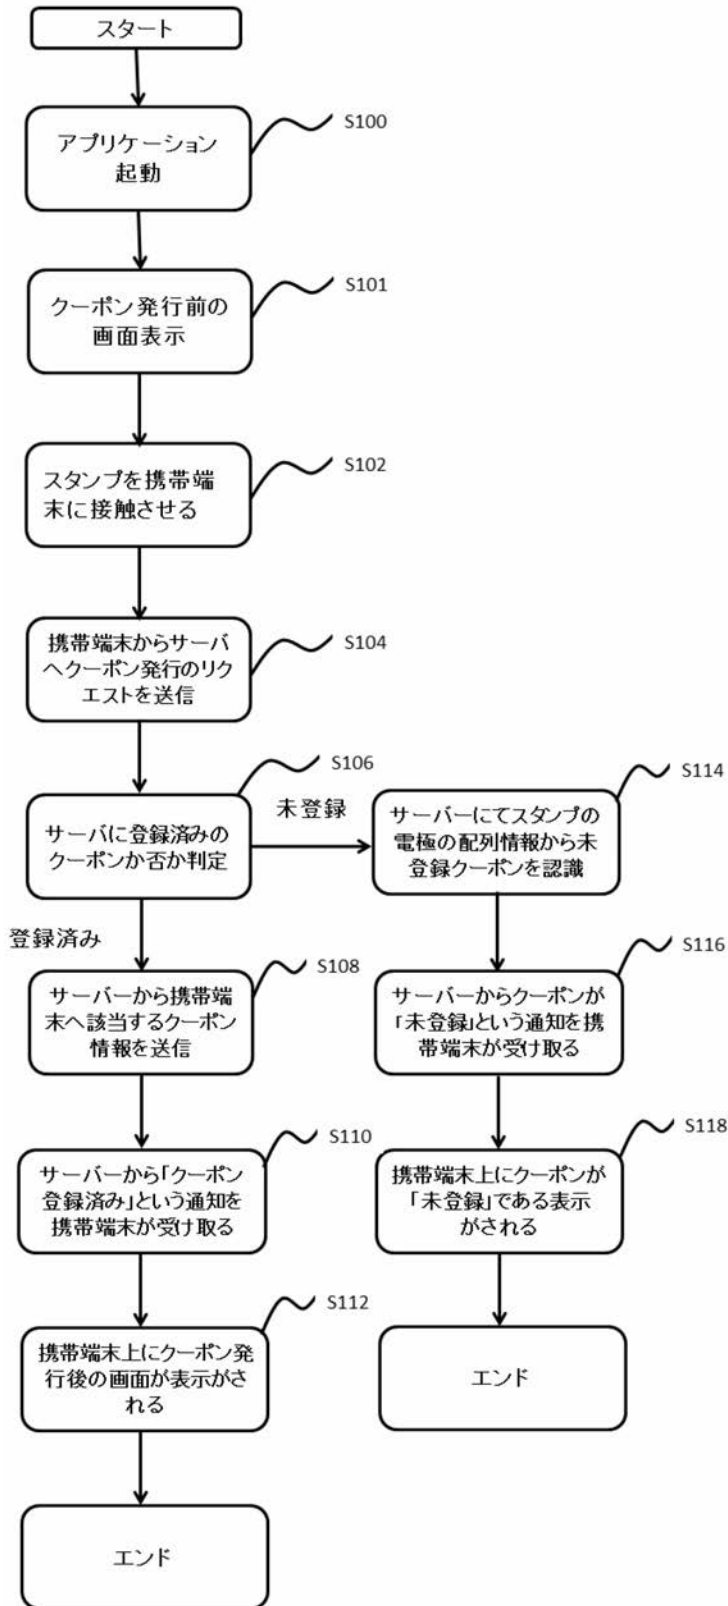 スタート
アプリケーション
起動
S100
クーポン発行前の
画面表示
S101
スタンプを携帯端
末に接触させる
S102
携帯端末からサーバ
へクーポン発行のリク
エストを送信
S104
サーバに登録済みの
クーポンか否か判定
S106
未登録
登録済み
サーバーから携帯端
末へ該当するクーポン
情報を送信
S108
サーバーから「クーポン
登録済み」という通知を
携帯端末が受け取る
S110
携帯端末上にクーポン発
行後の画面が表示がさ
れる
S112
エンド
サーバーにてスタンプの
電極の配列情報から未
登録クーポンを認識
S114
サーバーからクーポンが
「未登録」という通知を携
帯端末が受け取る
S116
携帯端末上にクーポンが
「未登録」である表示
がされる
S118
エンド